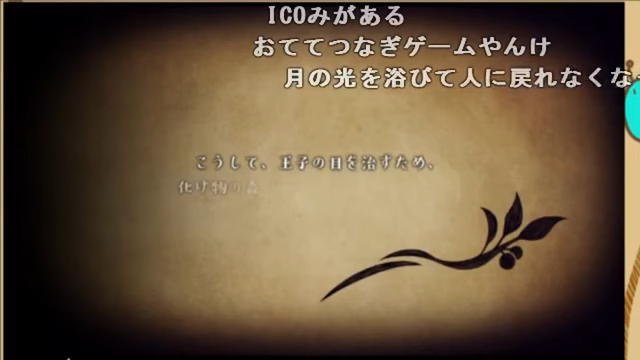 ICOみがある
おててつなぎゲームやんけ
月の光を浴びて人に戻れなくな
こうして、王子の目を治すため、
化け物の森